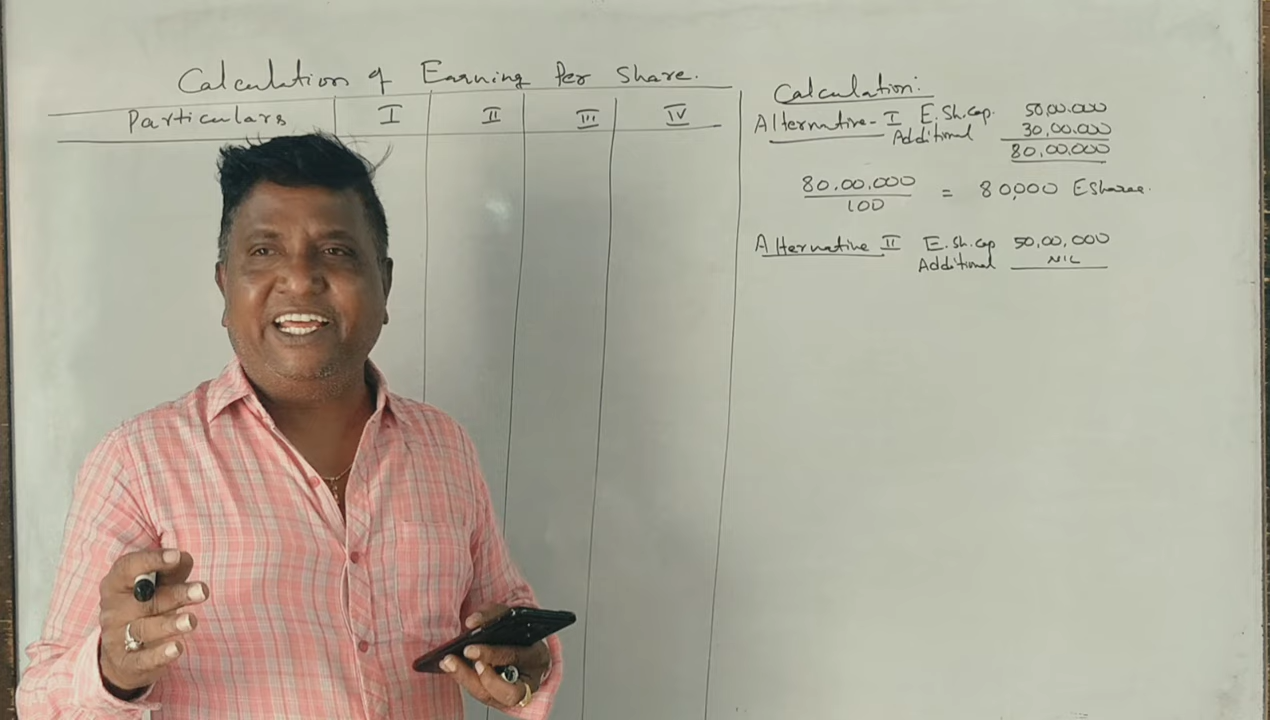 Calculation of Earning Per Share.
Particulars I II III IV
Calculation:
Alternative-I E.Sh.cap. 50,00.000
Additional 30,00.000
80,00,000
80,00,000 = 80,000 Eshares.
100
Alternative II E.Sh.cap 50,00,000
Additional NIL